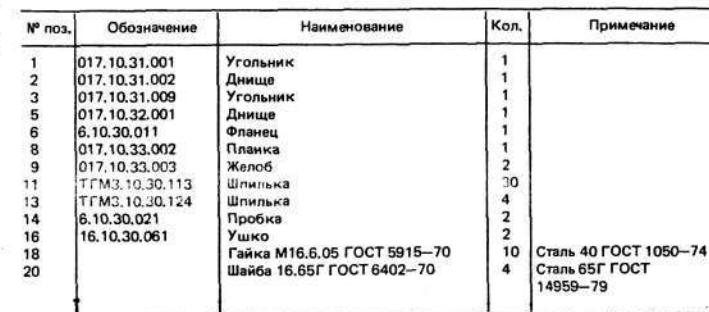 № поз. Обозначение Наименование Кол. Примечание
1 017.10.31.001 Угольник 1
2 017.10.31.002 Днище 1
3 017.10.31.009 Угольник 1
5 017.10.32.001 Днище 1
6 6.10.30.011 Фланец 1
8 017.10.33.002 Планка 1
9 017.10.33.003 Желоб 2
11 ТГМ3.10.30.113 Шпилька 30
13 ТГМ3.10.30.124 Шпилька 4
14 6.10.30.021 Пробка 2
16 16.10.30.061 Ушко 2
18 Гайка М16.6.05 ГОСТ 5915—70 10 Сталь 40 ГОСТ 1050—74
20 Шайба 16.65Г ГОСТ 6402—70 4 Сталь 65Г ГОСТ
14959—79